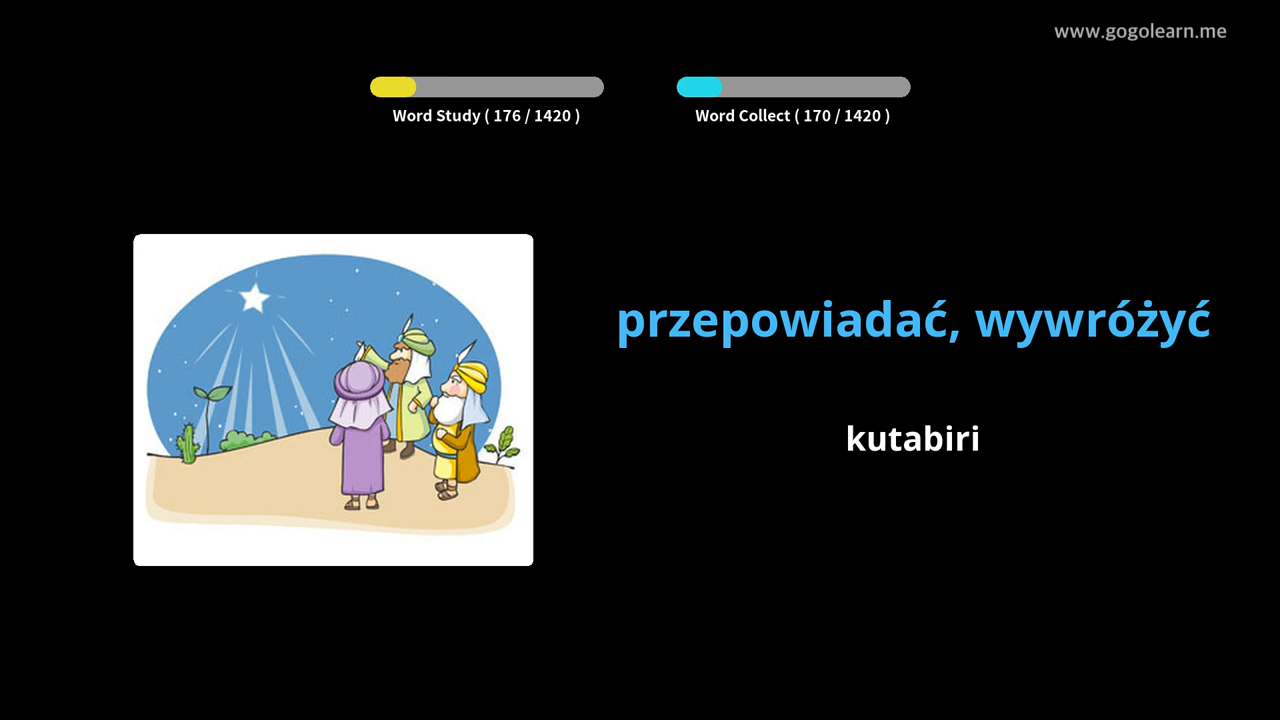 www.gogolearn.me
Word Study ( 176 / 1420 )
Word Collect ( 170 / 1420 )
przepowiadać, wywróżyć
kutabiri